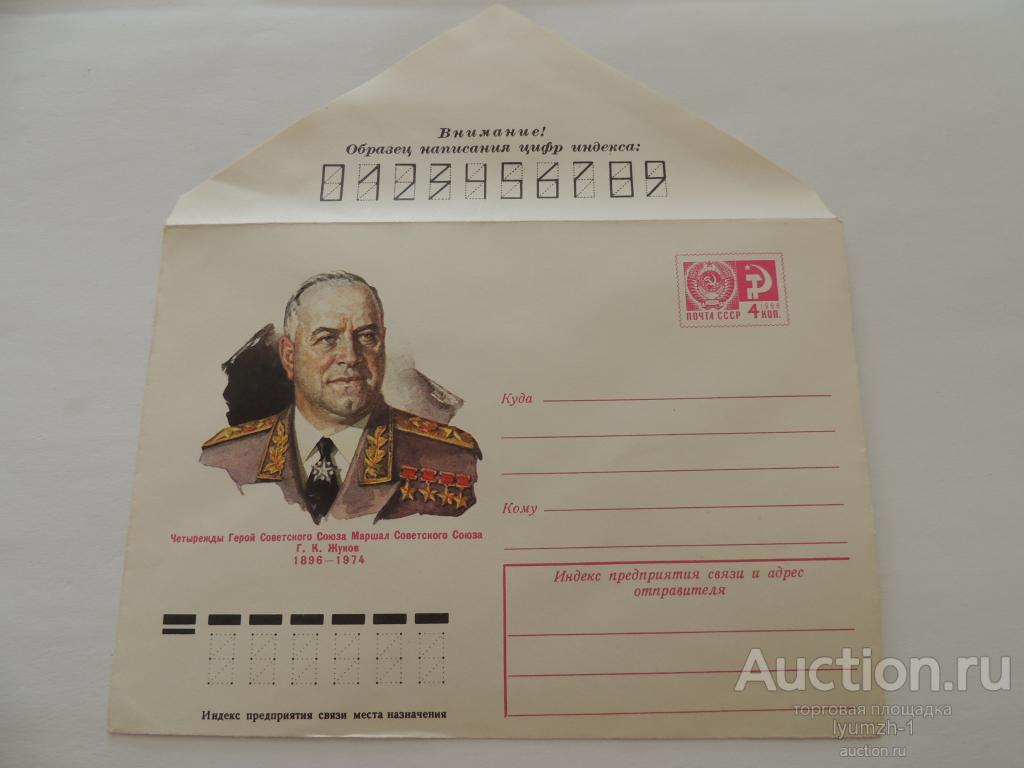 Внимание!
Образец написания цифр индекса:
0123456789
1966
ПОЧТА СССР 4 КОП.
Куда
Кому
Четырежды Герой Советского Союза Маршал Советского Союза
Г. К. Жуков
1896—1974
Индекс предприятия связи и адрес
отправителя
Индекс предприятия связи места назначения
Auction.ru
торговая площадка
lyumzh-1
auction.ru